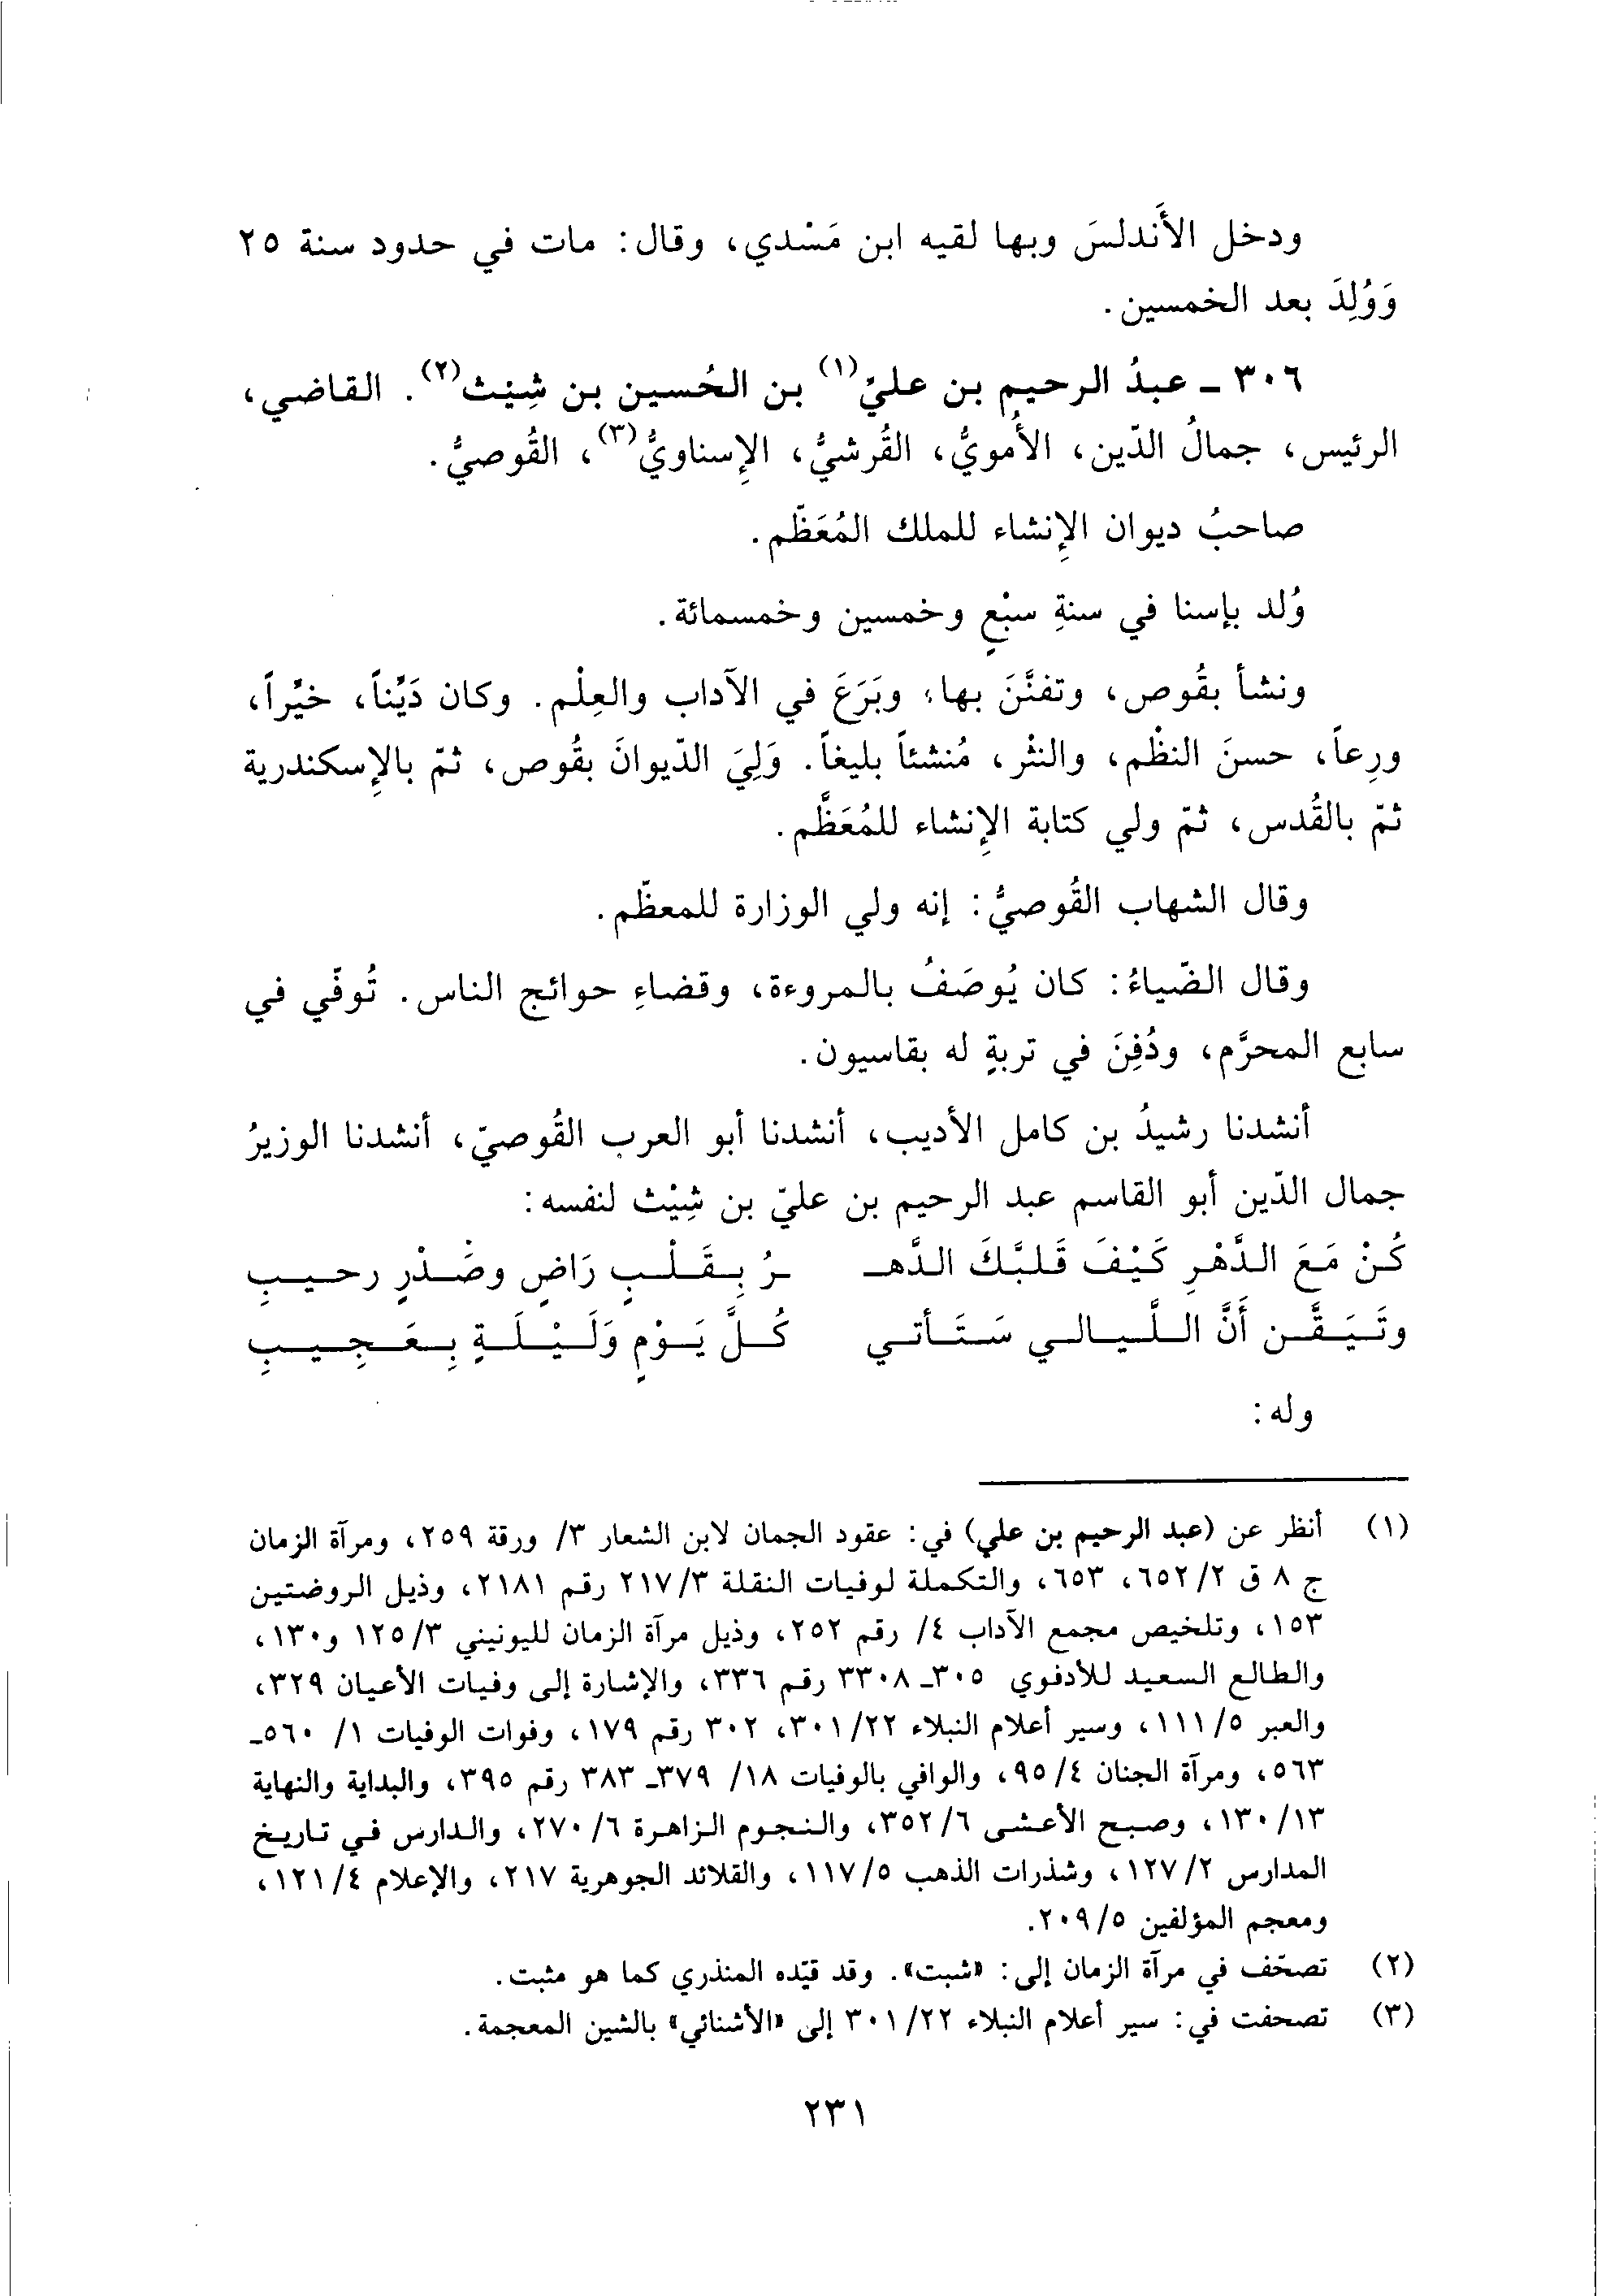 ودخل الأَندلسَ وبها لقيه ابن مَسْدي، وقال: مات في حدود سنة ٢٥
وَوُلِدَ بعد الخمسين.
٣٠٦ ـ عبدُ الرحيم بن عليّ(١) بن الحُسين بن شِيْث(٢). القاضي،
الرئيس، جمالُ الدّين، الأُمويُّ، القُرشيُّ، الإسناويُّ(٣)، القُوصيُّ.
صاحبُ ديوان الإنشاء للملك المُعَظّم.
وُلد بإسنا في سنةِ سبْعٍ وخمسين وخمسمائة.
ونشأ بقُوص، وتفنَّنَ بها، وبَرَعَ في الآداب والعِلْم. وكان دَيِّناً، خيِّراً،
ورِعاً، حسنَ النظْم، والنثْر، مُنشئاً بليغاً. وَلِيَ الدّيوانَ بقُوص، ثمّ بالإسكندرية
ثمّ بالقُدس، ثمّ ولي كتابة الإنشاء للمُعَظَّم.
وقال الشهاب القُوصيُّ: إنه ولي الوزارة للمعظّم.
وقال الضّياءُ: كان يُوصَفُ بالمروءة، وقضاءِ حوائج الناس. تُوفّي في
سابع المحرَّم، ودُفِنَ في تربةٍ له بقاسيون.
أنشدنا رشيدُ بن كامل الأديب، أنشدنا أبو العرب القُوصيّ، أنشدنا الوزيرُ
جمال الدّين أبو القاسم عبد الرحيم بن عليّ بن شِيْث لنفسه:
كُنْ مَعَ الدَّهْرِ كَيْفَ قَلبَّكَ الدَّهـ ـرُ بِقَلْبٍ رَاضٍ وصَدْرٍ رحيبِ
وتَيَقَّن أَنَّ اللَّيالي سَتَأتي كُلَّ يَوْمٍ وَلَيْلَةٍ بِعَجِيبِ
وله:
(١) أنظر عن (عبد الرحيم بن علي) في: عقود الجمان لابن الشعار ٣/ ورقة ٢٥٩، ومرآة الزمان
ج ٨ ق ٢/ ٦٥٢، ٦٥٣، والتكملة لوفيات النقلة ٣/ ٢١٧ رقم ٢١٨١، وذيل الروضتين
١٥٣، وتلخيص مجمع الآداب ٤/ رقم ٢٥٢، وذيل مرآة الزمان لليونيني ٣/ ١٢٥ و١٣٠،
والطالع السعيد للأدفوي ٣٠٥ـ ٣٣٠٨ رقم ٣٣٦، والإشارة إلى وفيات الأعيان ٣٢٩،
والعبر ٥/ ١١١، وسير أعلام النبلاء ٢٢/ ٣٠١، ٣٠٢ رقم ١٧٩، وفوات الوفيات ١/ ٥٦٠ـ
٥٦٣، ومرآة الجنان ٤/ ٩٥، والوافي بالوفيات ١٨/ ٣٧٩ـ ٣٨٣ رقم ٣٩٥، والبداية والنهاية
١٣/ ١٣٠، وصبح الأعشى ٦/ ٣٥٢، والنجوم الزاهرة ٦/ ٢٧٠، والدارس في تاريخ
المدارس ٢/ ١٢٧، وشذرات الذهب ٥/ ١١٧، والقلائد الجوهرية ٢١٧، والإعلام ٤/ ١٢١،
ومعجم المؤلفين ٥/ ٢٠٩.
(٢) تصحّف في مرآة الزمان إلى: «شبت». وقد قيّده المنذري كما هو مثبت.
(٣) تصحفت في: سير أعلام النبلاء ٢٢/ ٣٠١ إلى «الأشنائي» بالشين المعجمة.
٢٣١